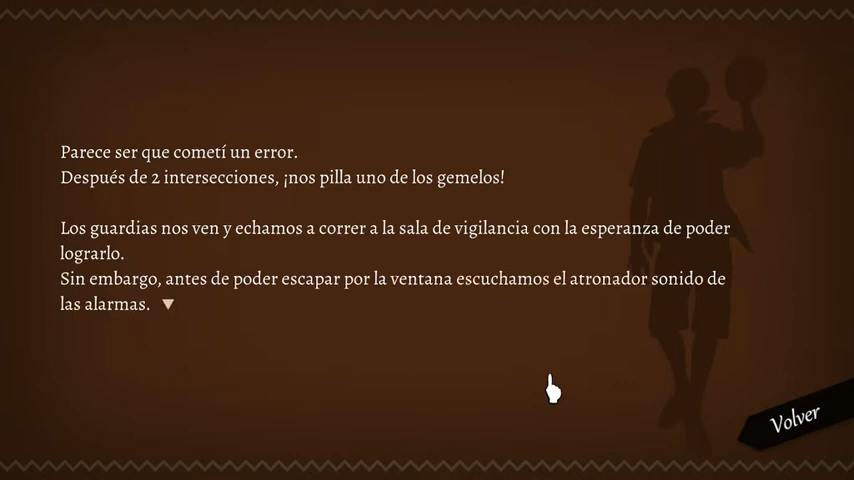 Parece ser que cometí un error.
Después de 2 intersecciones, ¡nos pilla uno de los gemelos!
Los guardias nos ven y echamos a correr a la sala de vigilancia con la esperanza de poder
lograrlo.
Sin embargo, antes de poder escapar por la ventana escuchamos el atronador sonido de
las alarmas.
Volver